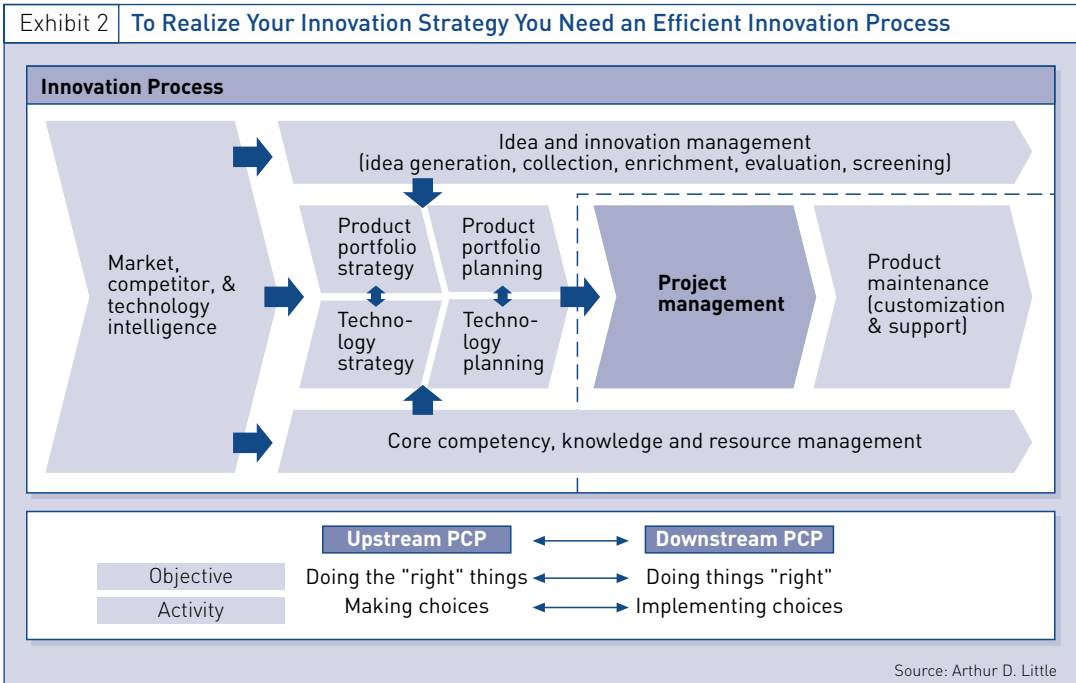 Exhibit 2
To Realize Your Innovation Strategy You Need an Efficient Innovation Process
Innovation Process
Idea and innovation management
(idea generation, collection, enrichment, evaluation, screening)
Market,
competitor, &
technology
intelligence
Product
portfolio
strategy
Product
portfolio
planning
Techno-
logy
strategy
Techno-
logy
planning
Project
management
Product
maintenance
(customization
& support)
Core competency, knowledge and resource management
Upstream PCP
Downstream PCP
Objective
Doing the "right" things
Doing things "right"
Activity
Making choices
Implementing choices
Source: Arthur D. Little